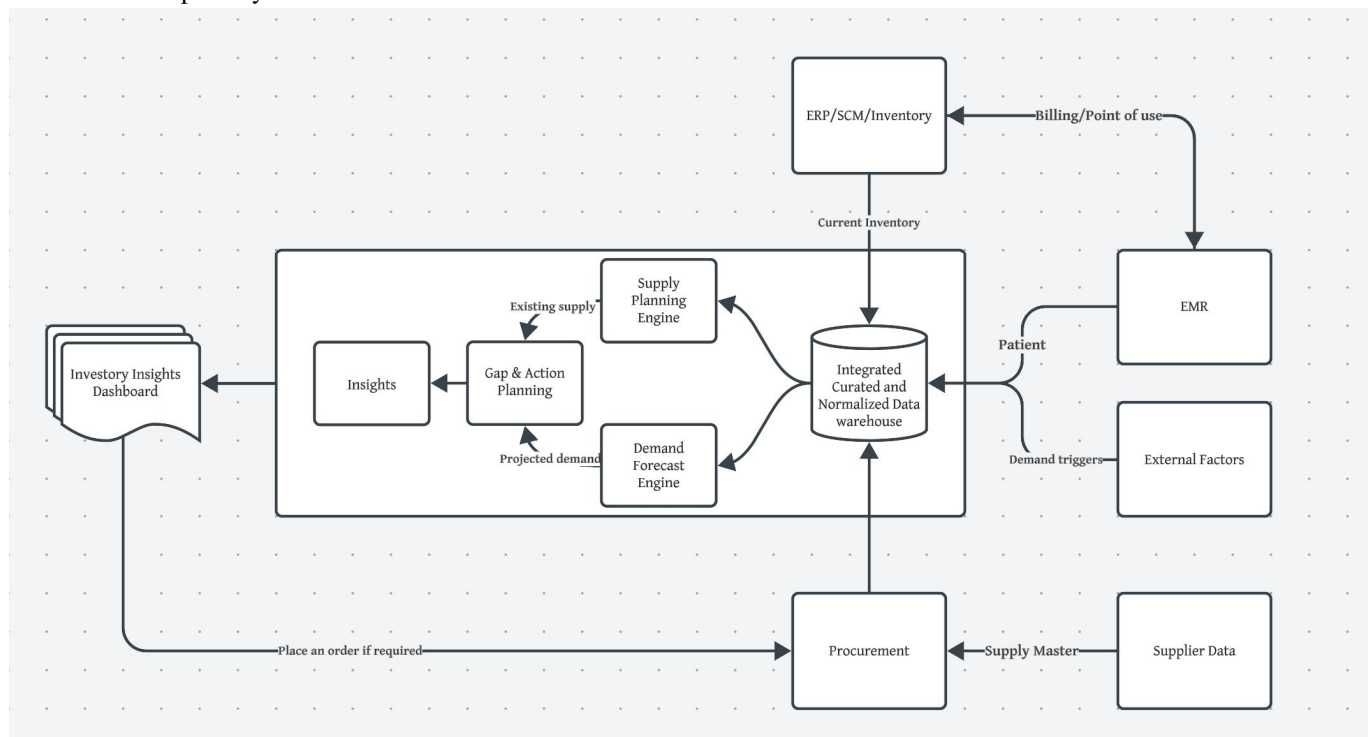 ERP/SCM/Inventory
Billing/Point of use
Current Inventory
Supply
Planning
Engine
Existing supply
EMR
Patient
Investory Insights
Dashboard
Insights
Gap & Action
Planning
Integrated
Curated and
Normalized Data
warehouse
Projected demand
Demand
Forecast
Engine
Demand triggers
External Factors
Place an order if required
Procurement
Supply Master
Supplier Data